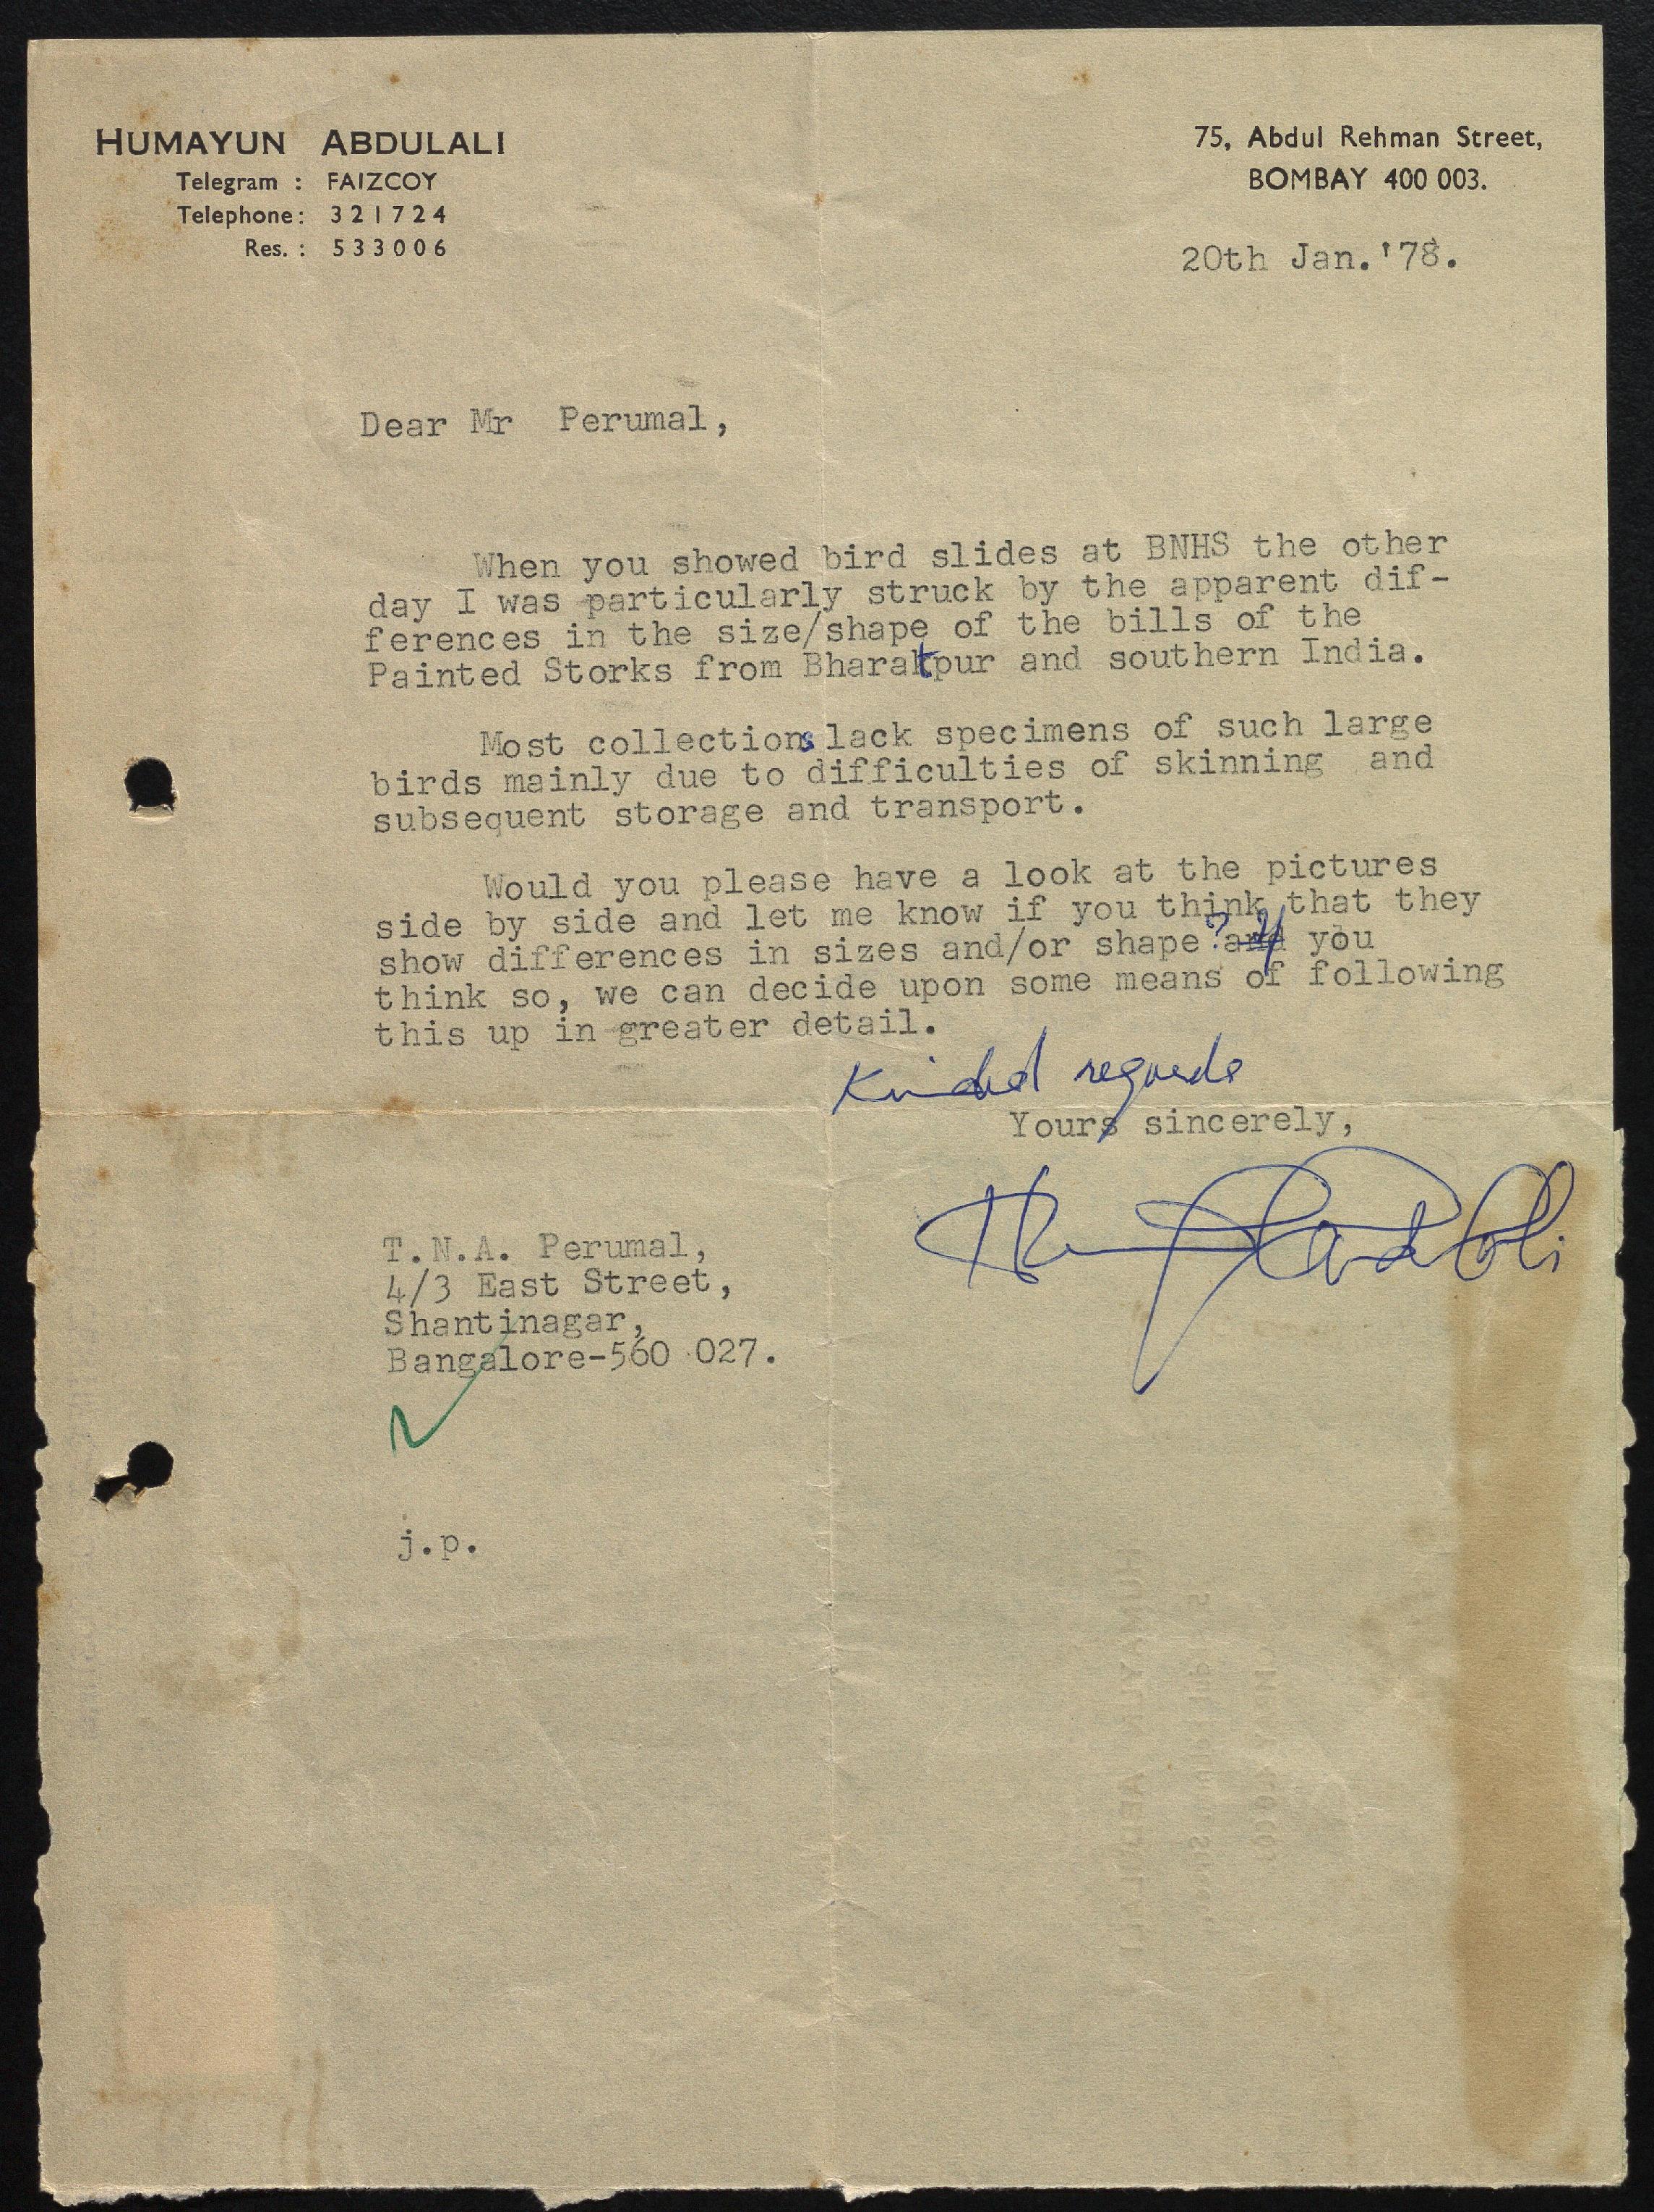 HUMAYUN ABDULALI
Telegram : FAIZCOY
Telephone: 321724
Res. : 533006
75, Abdul Rehman Street,
BOMBAY 400 003.
20th Jan.'78.
Dear Mr Perumal,
When you showed bird slides at BNHS the other
day I was particularly struck by the apparent dif-
ferences in the size/shape of the bills of the
Painted Storks from Bharatpur and southern India.
Most collections lack specimens of such large
birds mainly due to difficulties of skinning and
subsequent storage and transport.
Would you please have a look at the pictures
side by side and let me know if you think that they
show differences in sizes and/or shape? If you
think so, we can decide upon some means of following
this up in greater detail.
Kindest regards
Yours sincerely,
Humayun Abdulali
T.N.A. Perumal,
4/3 East Street,
Shantinagar,
Bangalore-560 027.
j.p.